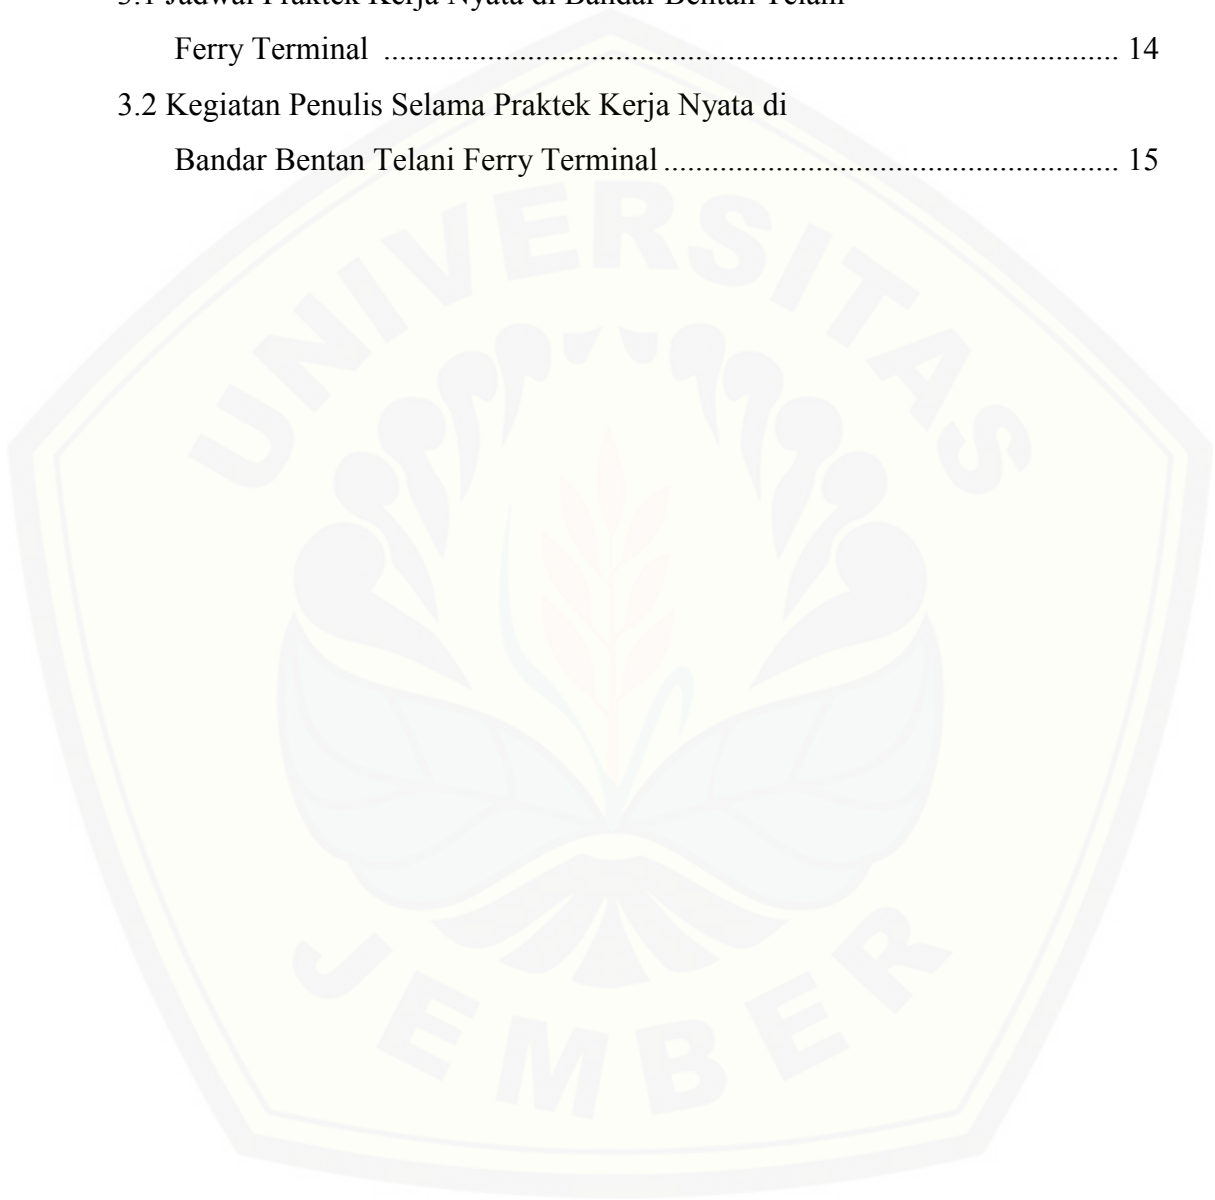 3.1 Jadwal Praktek Kerja Nyata di Bandar Bentan Telani
Ferry Terminal ............................................................................................ 14
3.2 Kegiatan Penulis Selama Praktek Kerja Nyata di
Bandar Bentan Telani Ferry Terminal ......................................................... 15
UNIVERSITAS
JEMBER